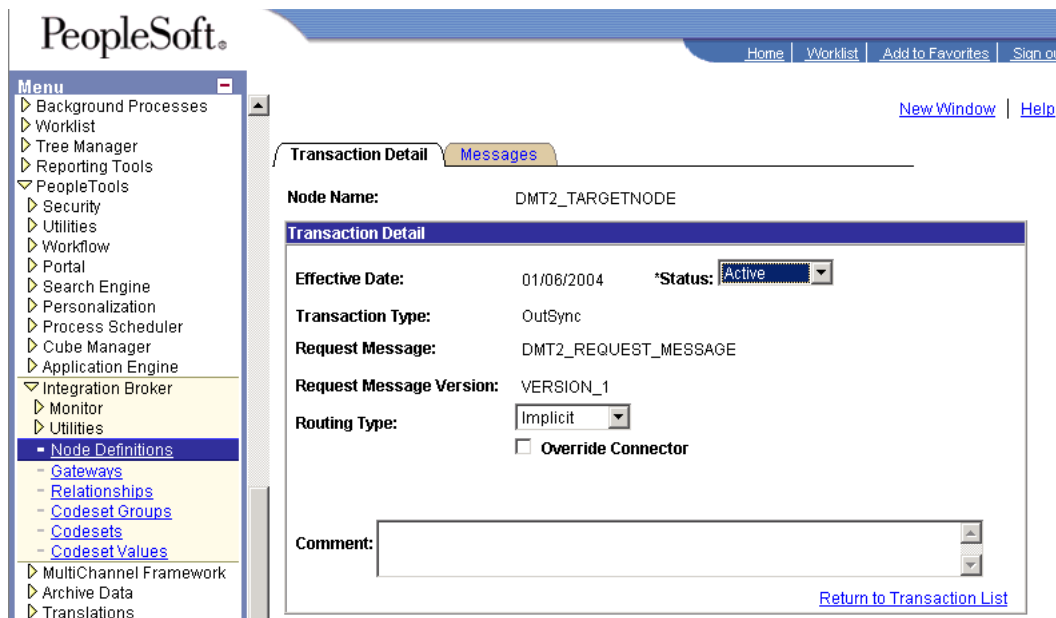 PeopleSoft.
Home
Worklist
Add to Favorites
Sign ou
Menu
Background Processes
Worklist
Tree Manager
Reporting Tools
PeopleTools
Security
Utilities
Workflow
Portal
Search Engine
Personalization
Process Scheduler
Cube Manager
Application Engine
Integration Broker
Monitor
Utilities
- Node Definitions
- Gateways
- Relationships
- Codeset Groups
- Codesets
- Codeset Values
MultiChannel Framework
Archive Data
Translations
New Window | Help
Transaction Detail
Messages
Node Name: DMT2_TARGETNODE
Transaction Detail
Effective Date: 01/06/2004 *Status: Active
Transaction Type: OutSync
Request Message: DMT2_REQUEST_MESSAGE
Request Message Version: VERSION_1
Routing Type: Implicit
Override Connector
Comment:
Return to Transaction List